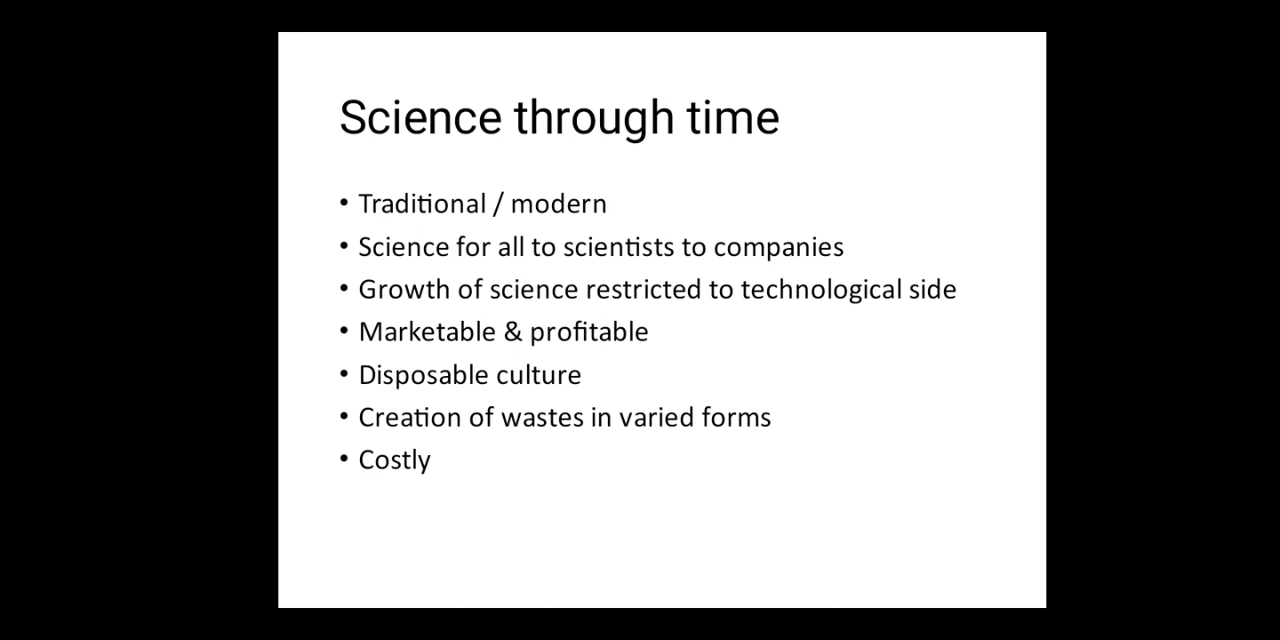 Science through time
• Traditional / modern
• Science for all to scientists to companies
• Growth of science restricted to technological side
• Marketable & profitable
• Disposable culture
• Creation of wastes in varied forms
• Costly